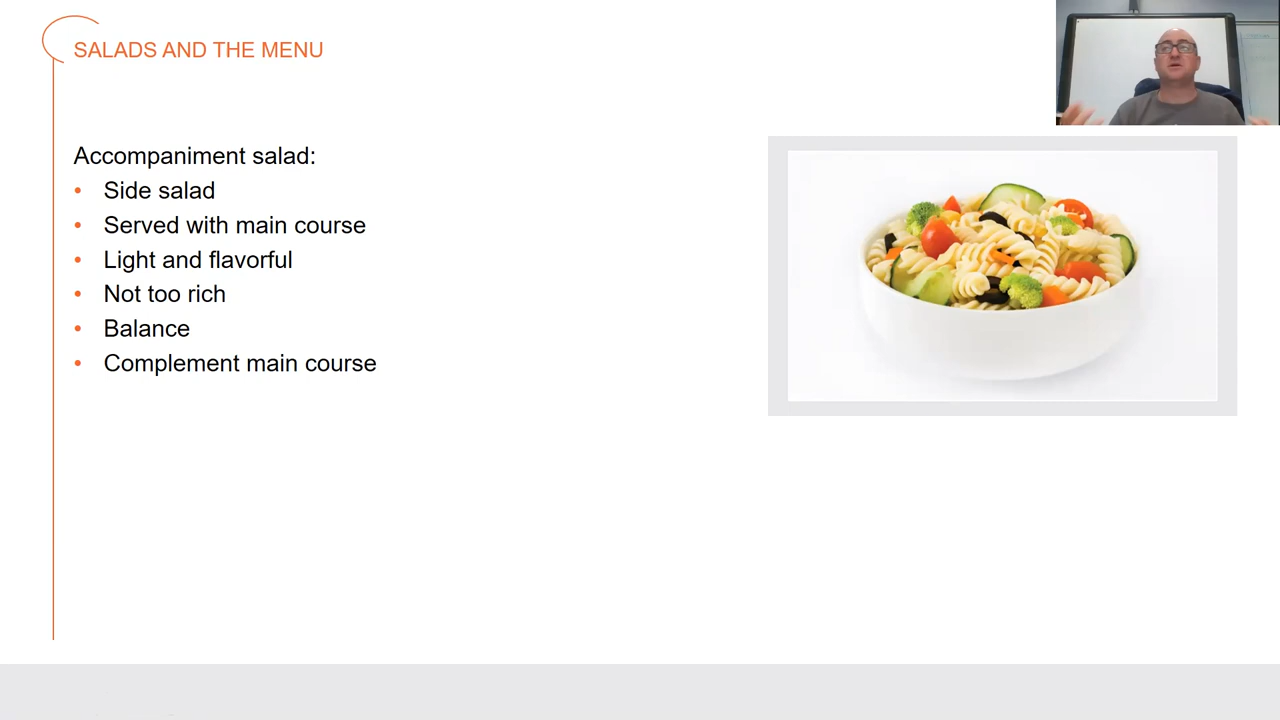 SALADS AND THE MENU
Accompaniment salad:
• Side salad
• Served with main course
• Light and flavorful
• Not too rich
• Balance
• Complement main course